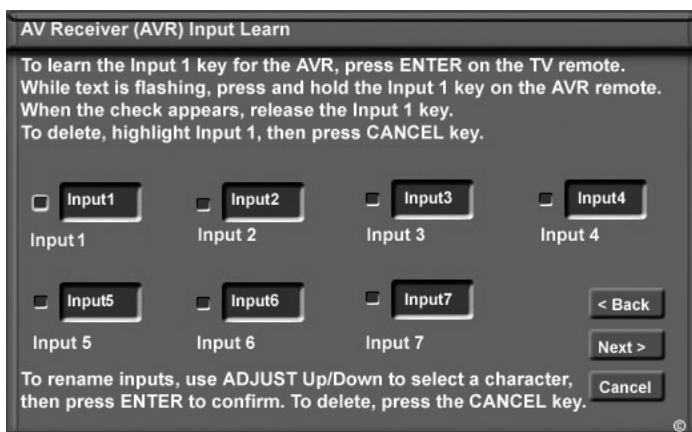 AV Receiver (AVR) Input Learn
To learn the Input 1 key for the AVR, press ENTER on the TV remote.
While text is flashing, press and hold the Input 1 key on the AVR remote.
When the check appears, release the Input 1 key.
To delete, highlight Input 1, then press CANCEL key.
Input1 Input2 Input3 Input4
Input 1 Input 2 Input 3 Input 4
Input5 Input6 Input7
< Back
Input 5 Input 6 Input 7
Next >
To rename inputs, use ADJUST Up/Down to select a character,
Cancel
then press ENTER to confirm. To delete, press the CANCEL key.
©